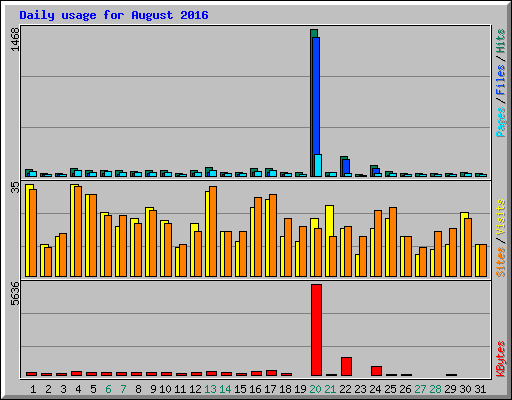 Daily usage for August 2016
1468
Pages / Files / Hits
35
Sites / Visits
5636
KBytes
1 2 3 4 5 6 7 8 9 10 11 12 13 14 15 16 17 18 19 20 21 22 23 24 25 26 27 28 29 30 31